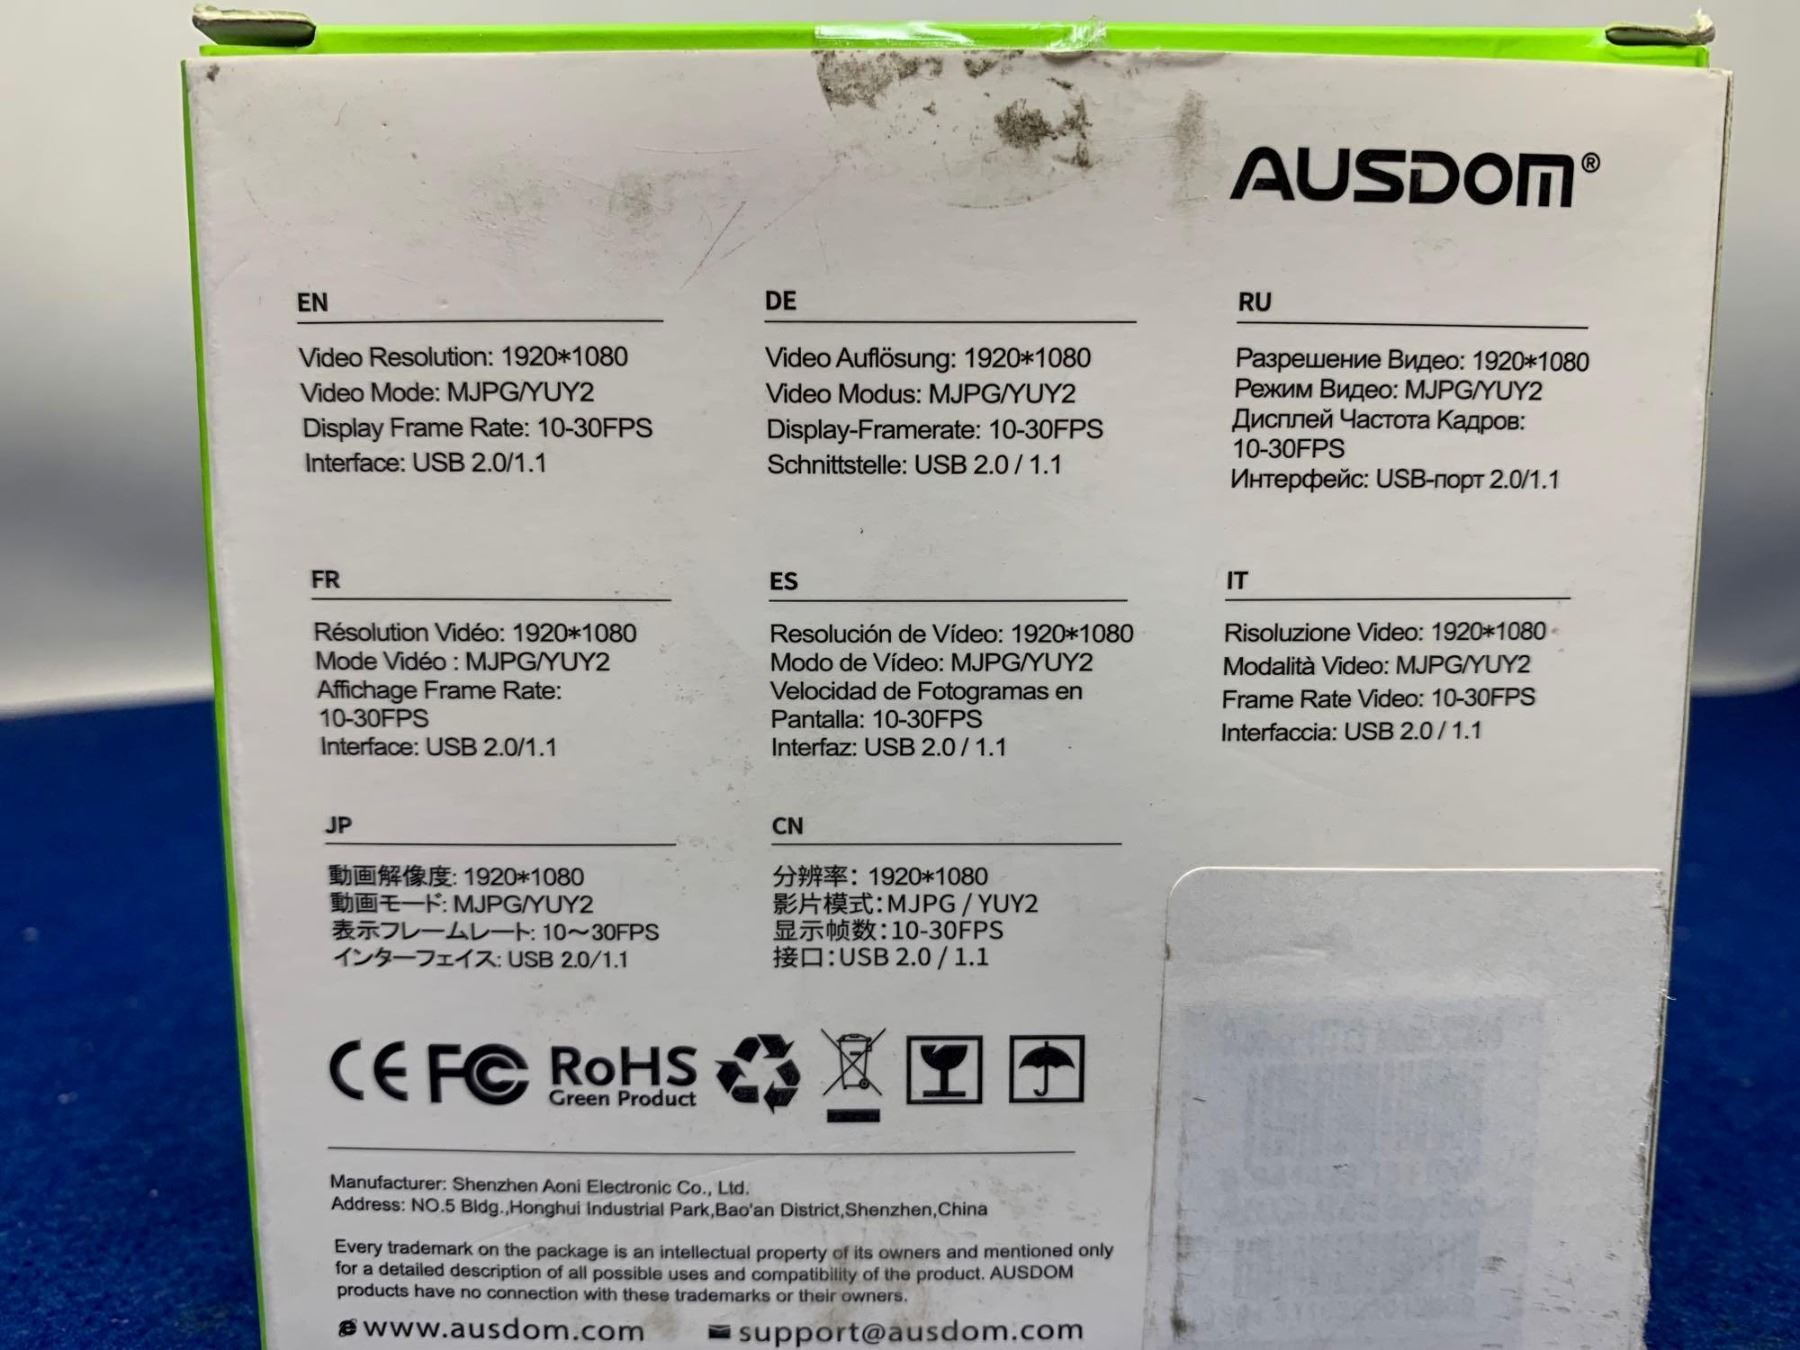 AUSDOM®
EN
Video Resolution: 1920*1080
Video Mode: MJPG/YUY2
Display Frame Rate: 10-30FPS
Interface: USB 2.0/1.1
DE
Video Auflösung: 1920*1080
Video Modus: MJPG/YUY2
Display-Framerate: 10-30FPS
Schnittstelle: USB 2.0 / 1.1
RU
Разрешение Видео: 1920*1080
Режим Видео: MJPG/YUY2
Дисплей Частота Кадров:
10-30FPS
Интерфейс: USB-порт 2.0/1.1
FR
Résolution Vidéo: 1920*1080
Mode Vidéo : MJPG/YUY2
Affichage Frame Rate:
10-30FPS
Interface: USB 2.0/1.1
ES
Resolución de Vídeo: 1920*1080
Modo de Vídeo: MJPG/YUY2
Velocidad de Fotogramas en
Pantalla: 10-30FPS
Interfaz: USB 2.0 / 1.1
IT
Risoluzione Video: 1920*1080
Modalità Video: MJPG/YUY2
Frame Rate Video: 10-30FPS
Interfaccia: USB 2.0 / 1.1
JP
動画解像度: 1920*1080
動画モード: MJPG/YUY2
表示フレームレート: 10～30FPS
インターフェイス: USB 2.0/1.1
CN
分辨率：1920*1080
影片模式：MJPG / YUY2
显示帧数：10-30FPS
接口：USB 2.0 / 1.1
CE FC RoHS
Green Product
Manufacturer: Shenzhen Aoni Electronic Co., Ltd.
Address: NO.5 Bldg.,Honghui Industrial Park,Bao'an District,Shenzhen,China
Every trademark on the package is an intellectual property of its owners and mentioned only
for a detailed description of all possible uses and compatibility of the product. AUSDOM
products have no connection with these trademarks or their owners.
www.ausdom.com support@ausdom.com